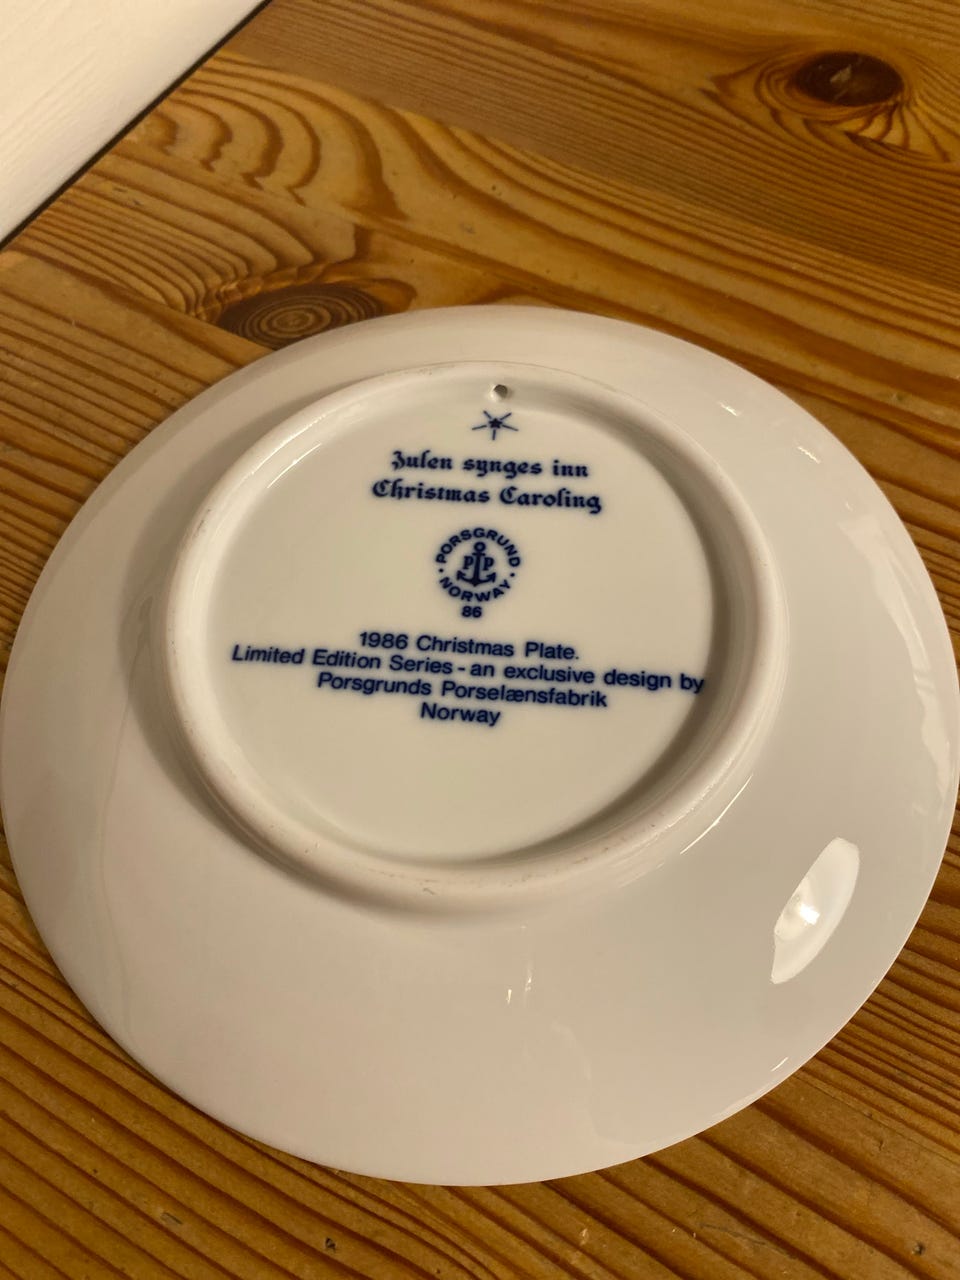 Julen synges inn
Christmas Caroling
PORSGRUND
P P
· NORWAY ·
86
1986 Christmas Plate.
Limited Edition Series - an exclusive design by
Porsgrunds Porselænsfabrik
Norway